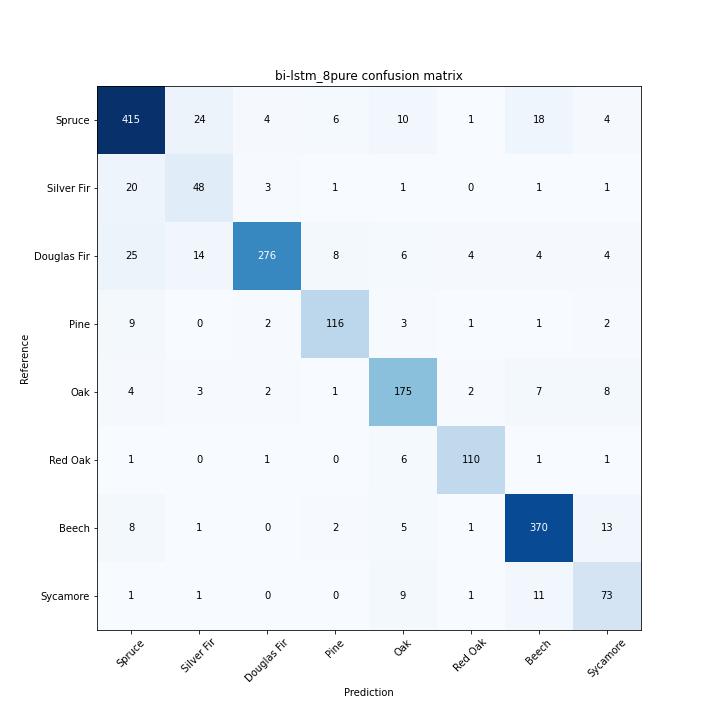 bi-lstm_8pure confusion matrix
Spruce 415 24 4 6 10 1 18 4
Silver Fir 20 48 3 1 1 0 1 1
Douglas Fir 25 14 276 8 6 4 4 4
Pine 9 0 2 116 3 1 1 2
Reference
Oak 4 3 2 1 175 2 7 8
Red Oak 1 0 1 0 6 110 1 1
Beech 8 1 0 2 5 1 370 13
Sycamore 1 1 0 0 9 1 11 73
Spruce Silver Fir Douglas Fir Pine Oak Red Oak Beech Sycamore
Prediction